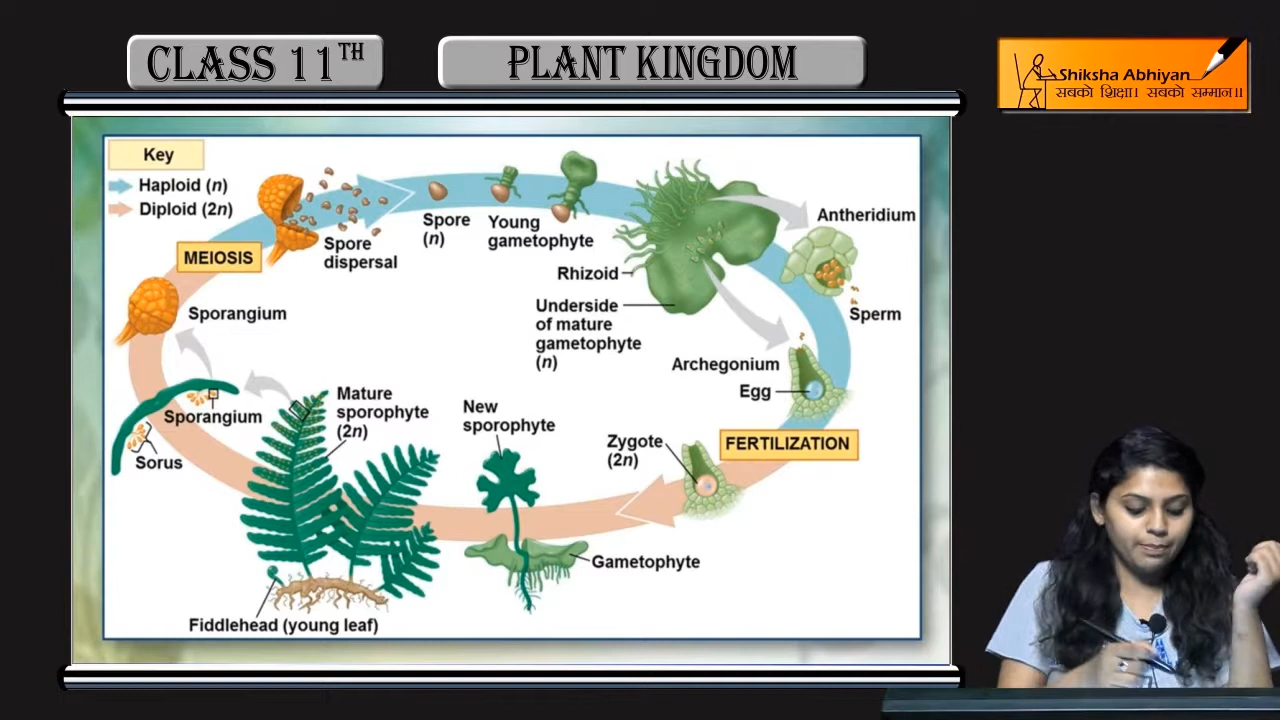 CLASS 11TH
PLANT KINGDOM
Shiksha Abhiyan
सबको शिक्षा। सबको सम्मान।।
Key
Haploid (n)
Diploid (2n)
MEIOSIS
Spore
dispersal
Spore
(n)
Young
gametophyte
Antheridium
Rhizoid
Sperm
Underside
of mature
gametophyte
(n)
Sporangium
Archegonium
Egg
Mature
sporophyte
(2n)
Sporangium
Sorus
New
sporophyte
Zygote
(2n)
FERTILIZATION
Gametophyte
Fiddlehead (young leaf)